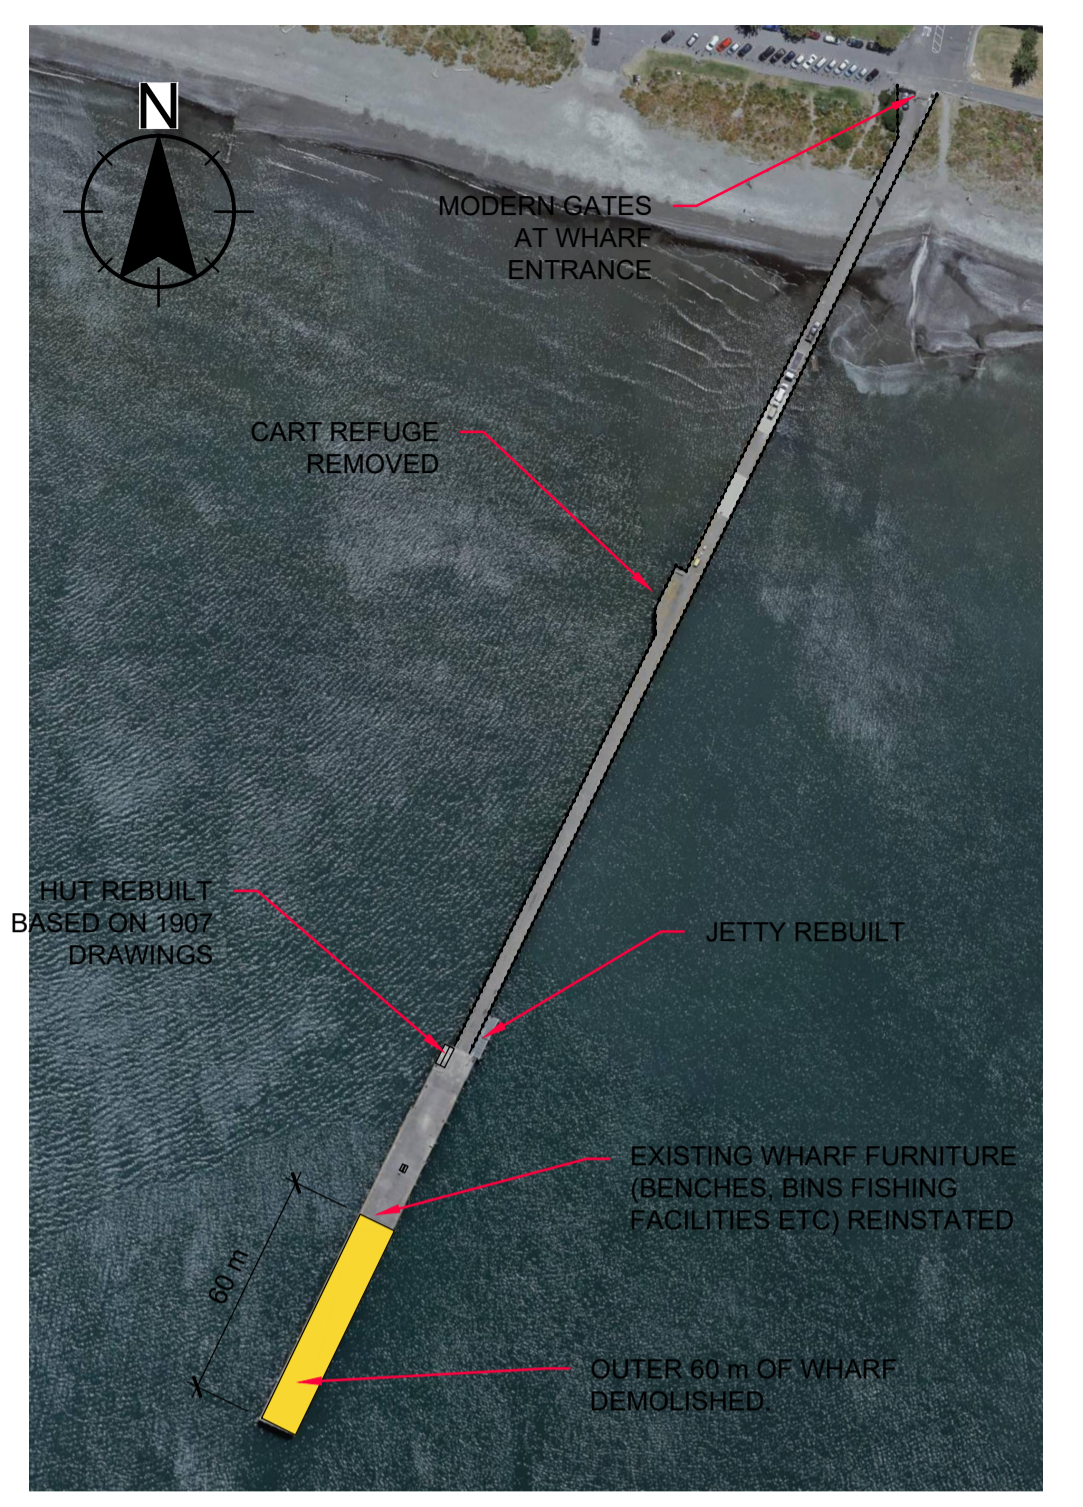 N
MODERN GATES
AT WHARF
ENTRANCE
CART REFUGE
REMOVED
HUT REBUILT
BASED ON 1907
DRAWINGS
JETTY REBUILT
EXISTING WHARF FURNITURE
(BENCHES, BINS FISHING
FACILITIES ETC) REINSTATED
60 m
OUTER 60 m OF WHARF
DEMOLISHED.